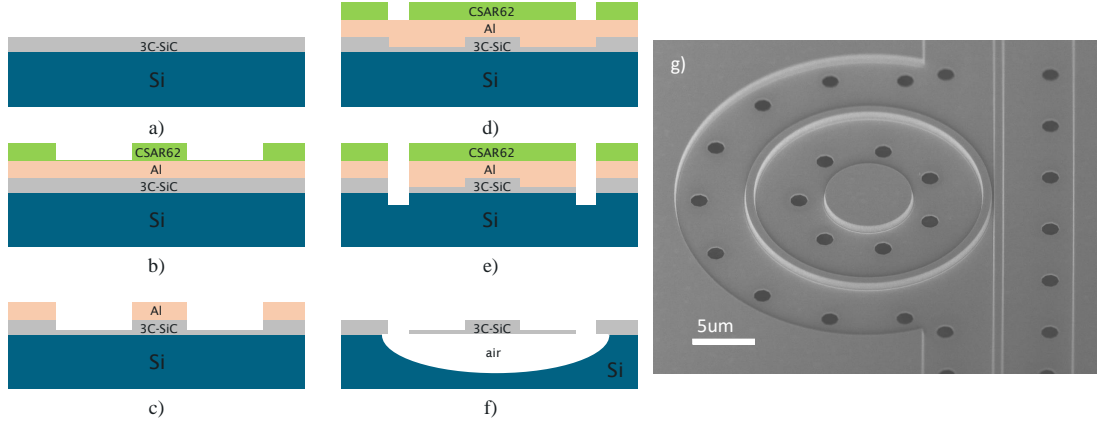 3C-SiC
Si
a)
CSAR62
Al
3C-SiC
Si
b)
Al
3C-SiC
Si
c)
CSAR62
Al
3C-SiC
Si
d)
CSAR62
Al
3C-SiC
Si
e)
3C-SiC
air
Si
f)
g)
5um